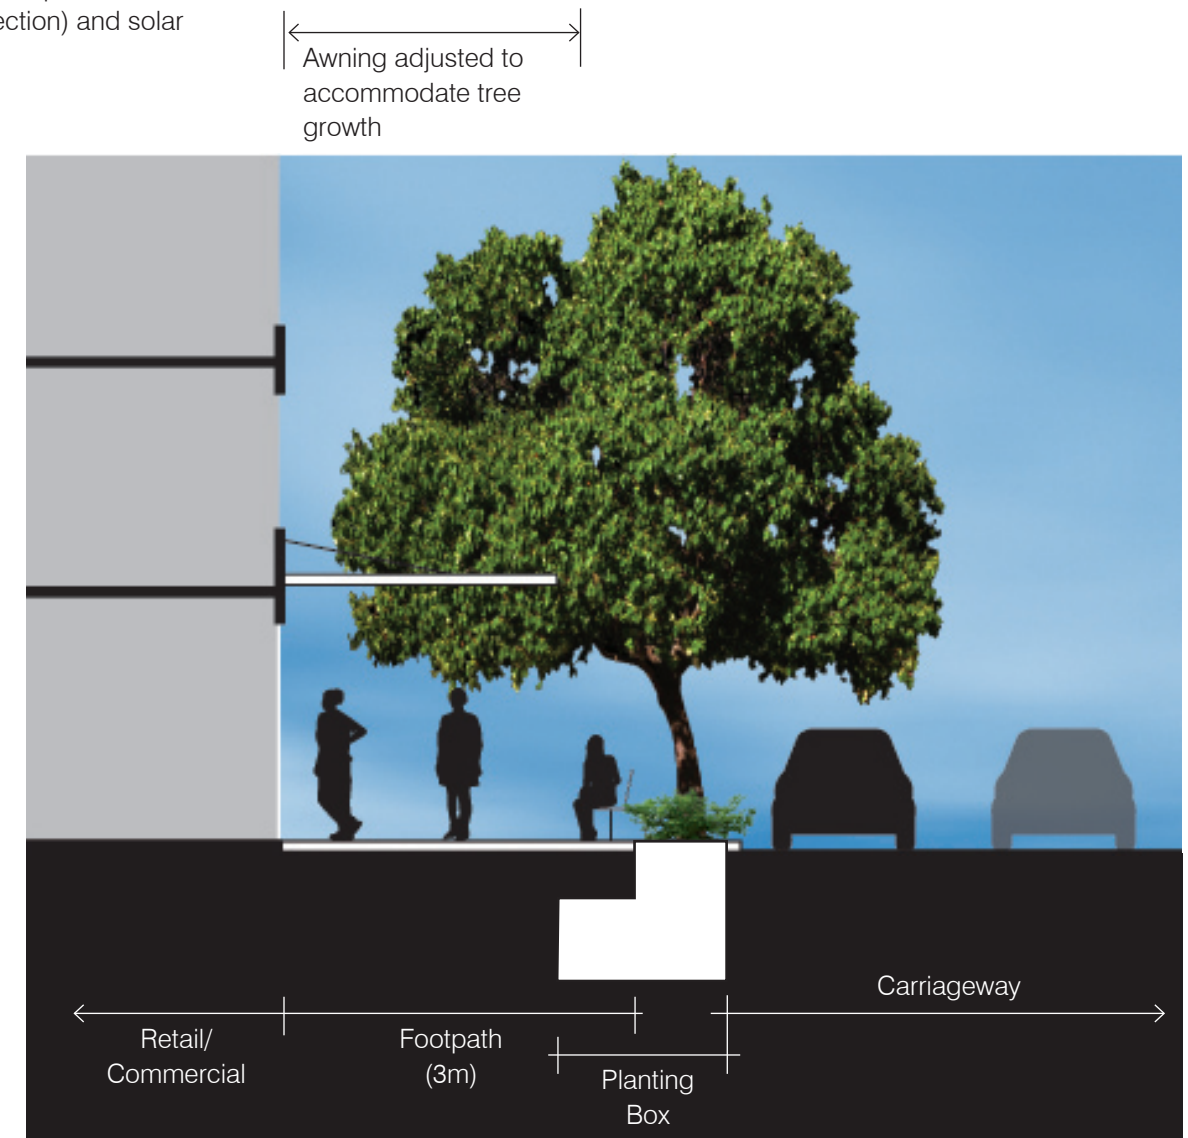 ection) and solar
Awning adjusted to
accommodate tree
growth
Carriageway
Retail/
Commercial
Footpath
(3m)
Planting
Box